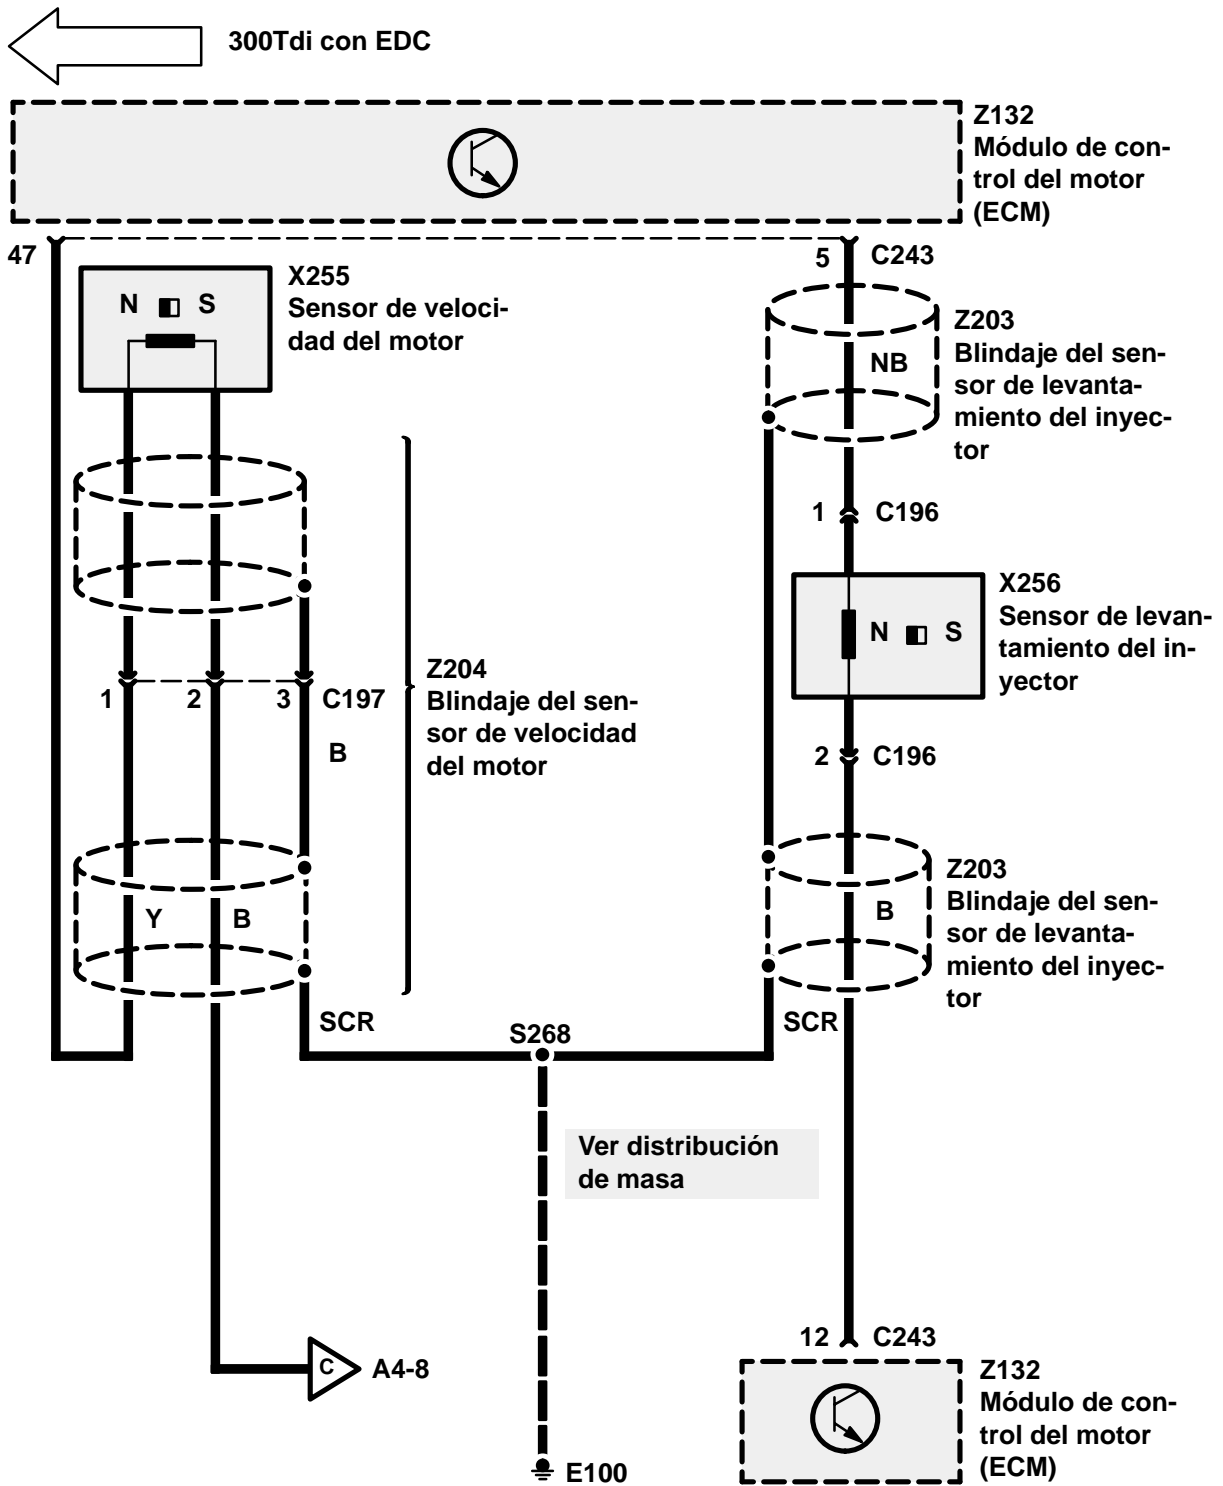 300Tdi con EDC
Z132
Módulo de con-
trol del motor
(ECM)
47
5 C243
X255
Sensor de veloci-
dad del motor
N S
Z203
Blindaje del sen-
sor de levanta-
miento del inyec-
tor
NB
1 C196
X256
Sensor de levan-
tamiento del in-
yector
N S
1 2 3 C197
B
Z204
Blindaje del sen-
sor de velocidad
del motor
2 C196
Z203
Blindaje del sen-
sor de levanta-
miento del inyec-
tor
Y B
B
SCR
S268
SCR
Ver distribución
de masa
12 C243
C A4-8
Z132
Módulo de con-
trol del motor
(ECM)
E100